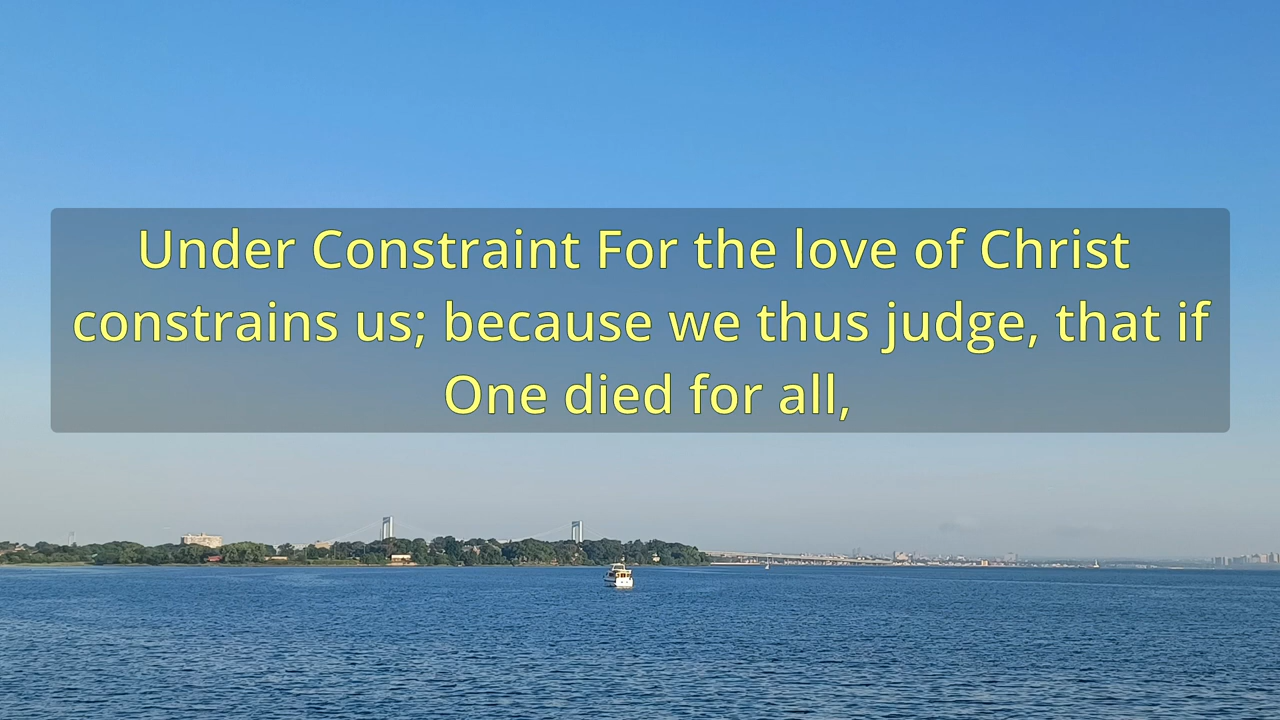 Under Constraint For the love of Christ
constrains us; because we thus judge, that if
One died for all,